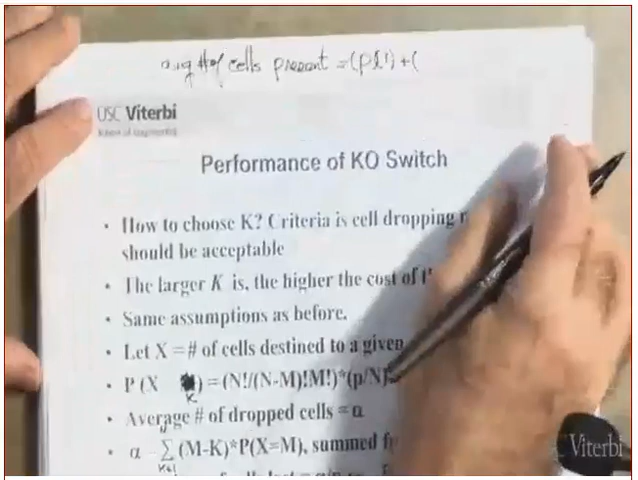 avg # of cells present = (p·1) + (
USC Viterbi
School of Engineering
Performance of KO Switch
• How to choose K? Criteria is cell dropping
should be acceptable
• The larger K is, the higher the cost of
• Same assumptions as before.
• Let X = # of cells destined to a given
• P (X ) = (N!/(N-M)!M!)*(p/N)
K
• Average # of dropped cells = α
N
• α = ∑ (M-K)*P(X=M), summed
K+1
USC Viterbi